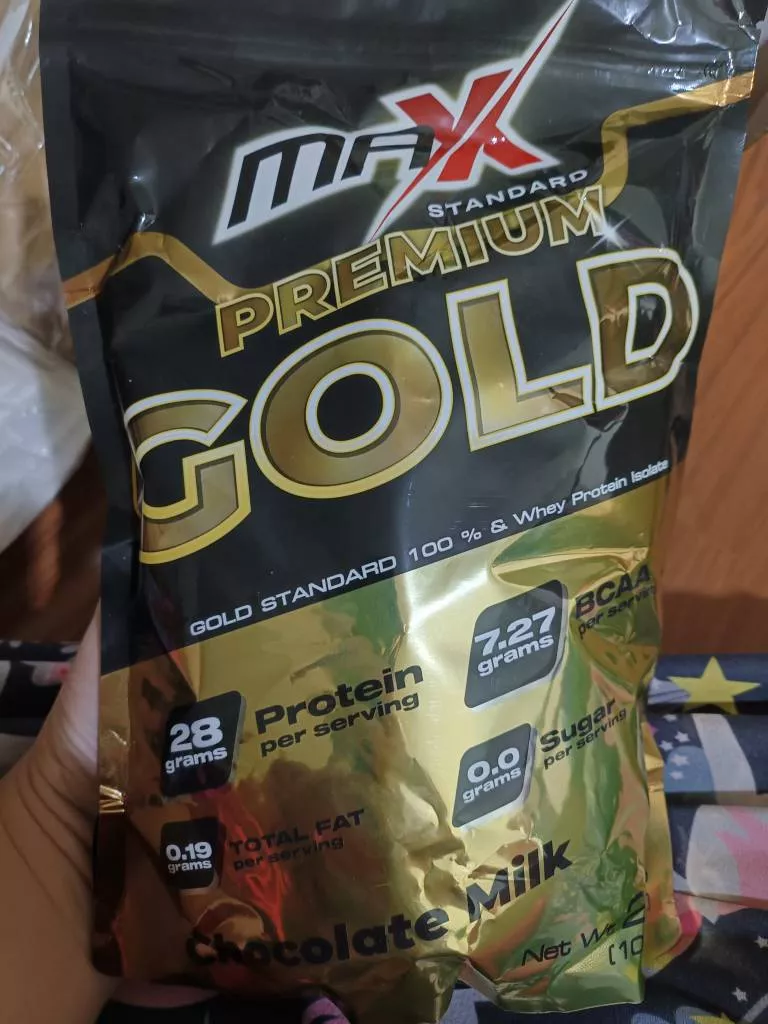 MAXX
STANDARD
PREMIUM
GOLD
GOLD STANDARD 100 % & Whey Protein Isolate
7.27
grams
BCAA
per serving
28
grams
Protein
per serving
0.0
grams
Sugar
per serving
0.19
grams
TOTAL FAT
per serving
Chocolate Milk
Net Wt.